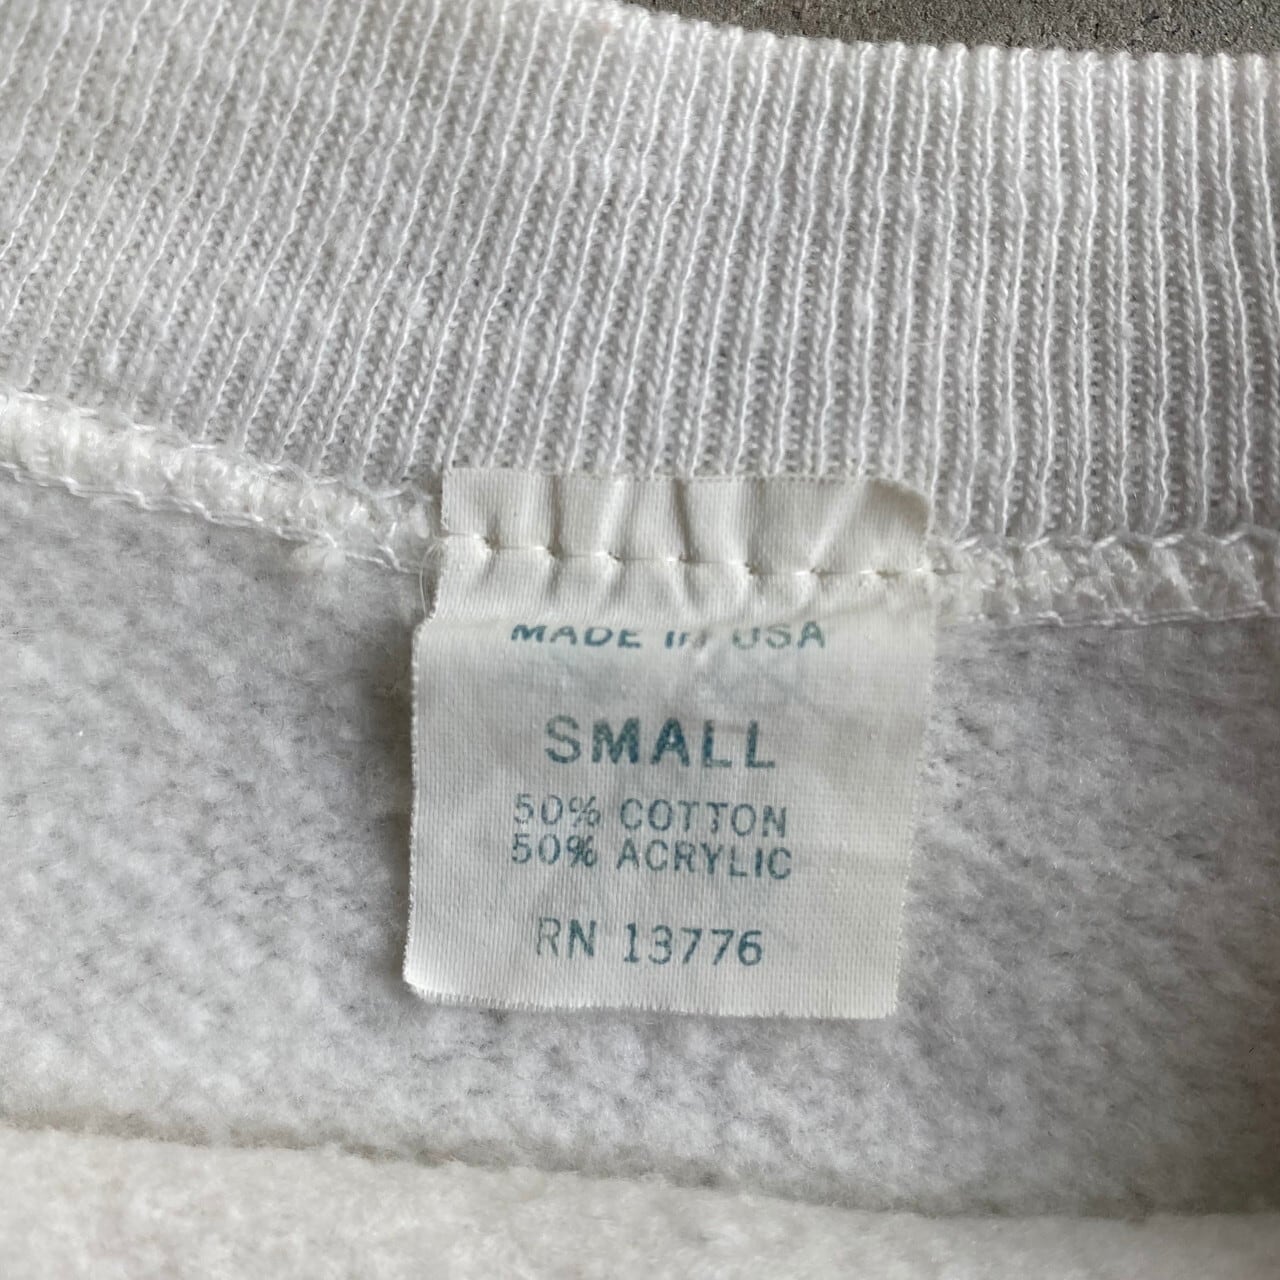 MADE IN USA
SMALL
50% COTTON
50% ACRYLIC
RN 13776